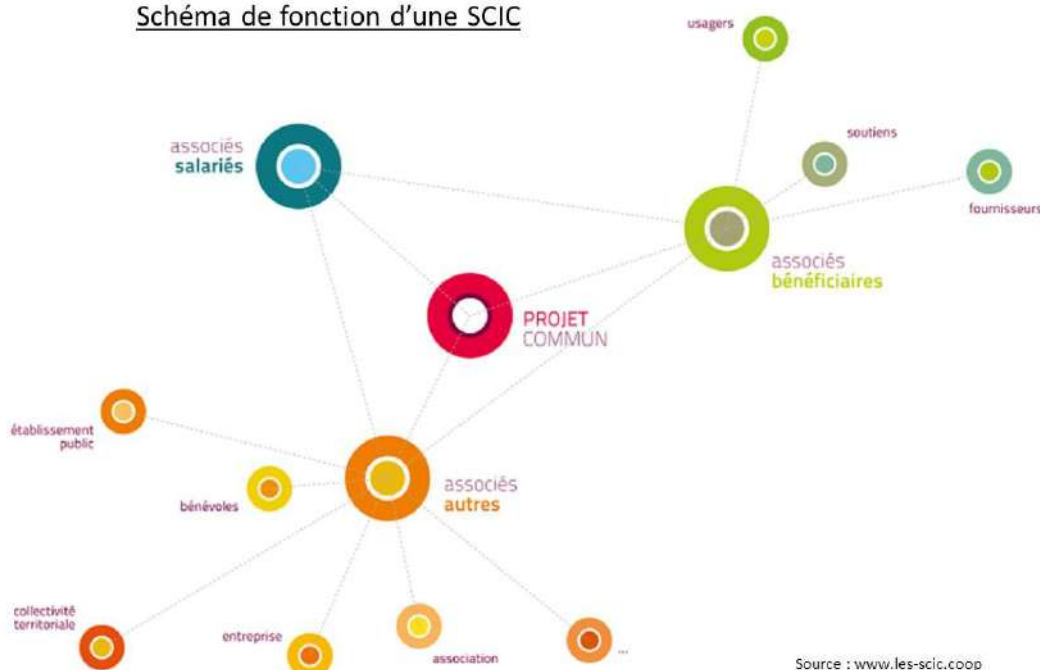 Schéma de fonction d'une SCIC
usagers
associés
salariés
soutiens
fournisseurs
associés
bénéficiaires
PROJET
COMMUN
établissement
public
bénévoles
associés
autres
collectivité
territoriale
entreprise
association
...
Source : www.les-scic.coop